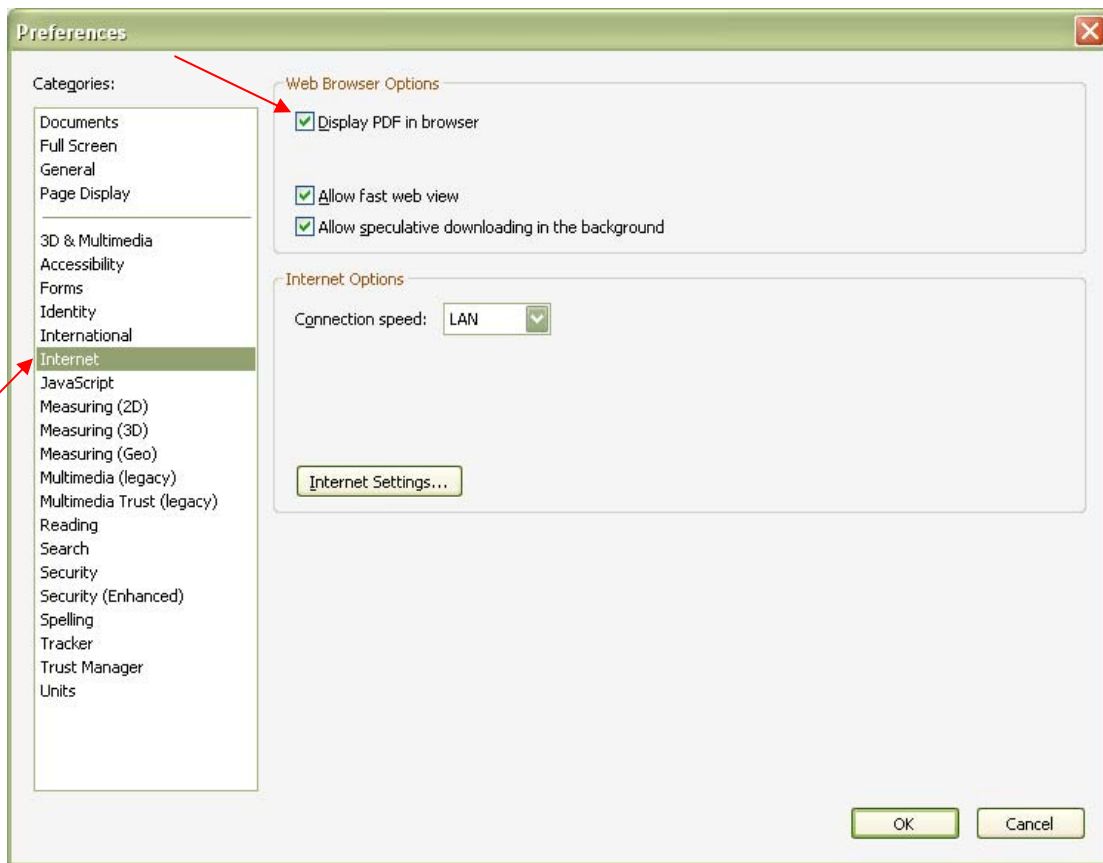 Preferences
Categories:
Documents
Full Screen
General
Page Display
3D & Multimedia
Accessibility
Forms
Identity
International
Internet
JavaScript
Measuring (2D)
Measuring (3D)
Measuring (Geo)
Multimedia (legacy)
Multimedia Trust (legacy)
Reading
Search
Security
Security (Enhanced)
Spelling
Tracker
Trust Manager
Units
Web Browser Options
Display PDF in browser
Allow fast web view
Allow speculative downloading in the background
Internet Options
Connection speed: LAN
Internet Settings...
OK
Cancel